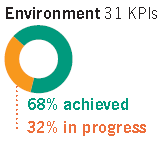 Environment 31 KPIs
68% achieved
32% in progress